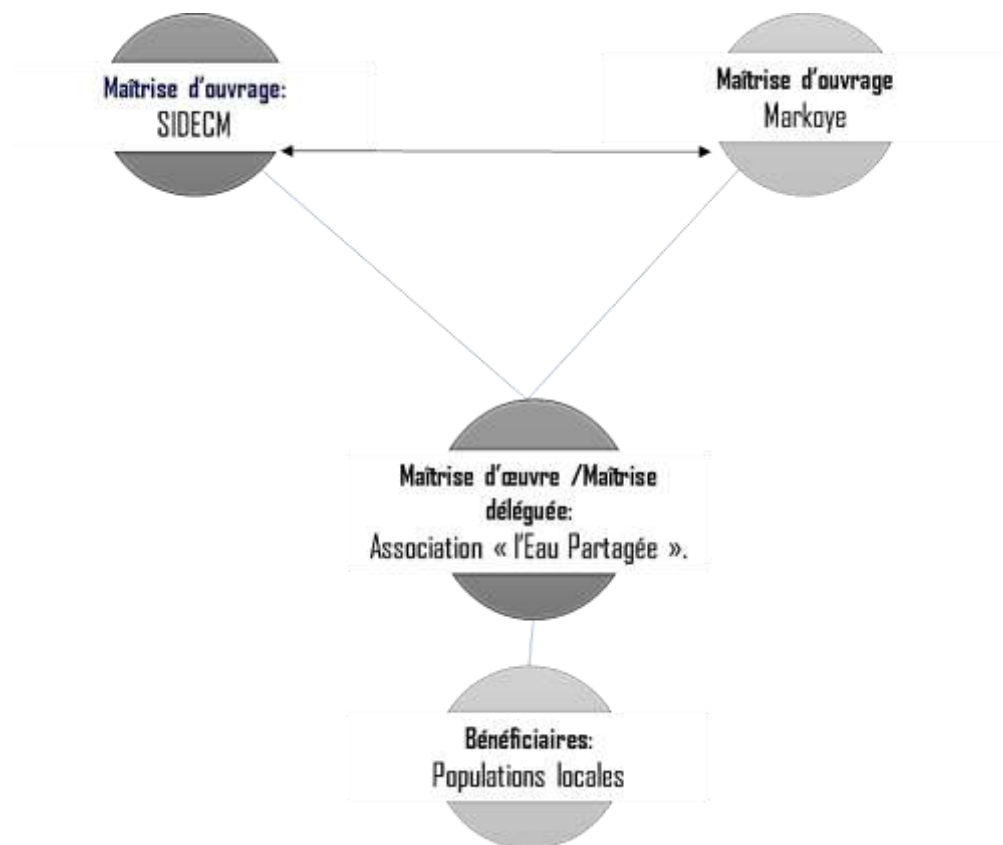 Maîtrise d'ouvrage:
SIDECM
Maîtrise d'ouvrage
Markoye
Maîtrise d'œuvre /Maîtrise
déléguée:
Association « l'Eau Partagée ».
Bénéficiaires:
Populations locales